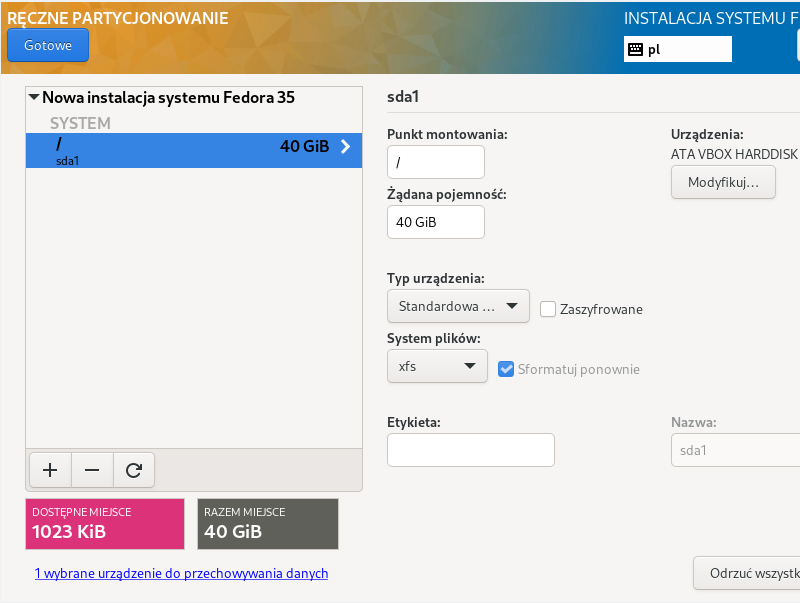 RĘCZNE PARTYCJONOWANIE
INSTALACJA SYSTEMU F
Gotowe
pl
Nowa instalacja systemu Fedora 35
SYSTEM
/
40 GiB
sda1
DOSTĘPNE MIEJSCE
1023 KiB
RAZEM MIEJSCE
40 GiB
1 wybrane urządzenie do przechowywania danych
sda1
Punkt montowania:
/
Urządzenia:
ATA VBOX HARDDISK
Modyfikuj...
Żądana pojemność:
40 GiB
Typ urządzenia:
Standardowa ...
Zaszyfrowane
System plików:
xfs
Sformatuj ponownie
Etykieta:
Nazwa:
sda1
Odrzuć wszystk